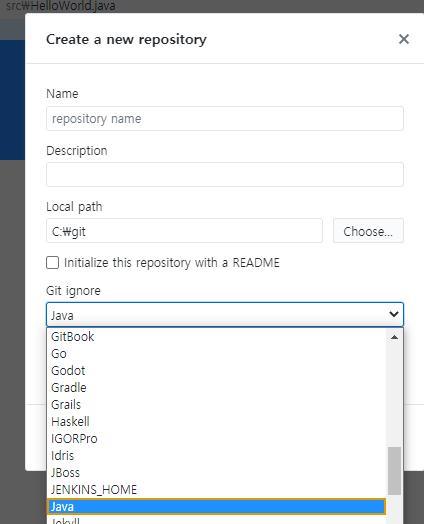 src₩HelloWorld.java
Create a new repository
Name
repository name
Description
Local path
C:₩git
Choose...
Initialize this repository with a README
Git ignore
Java
GitBook
Go
Godot
Gradle
Grails
Haskell
IGORPro
Idris
JBoss
JENKINS_HOME
Java
Jekyll